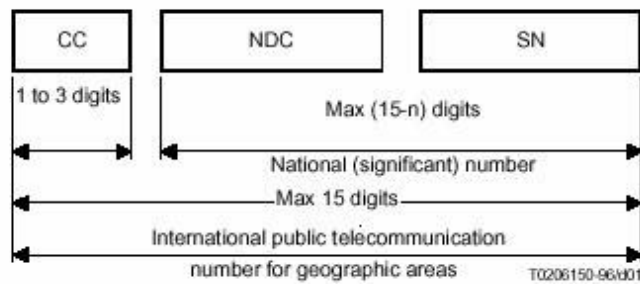 CC NDC SN
1 to 3 digits
Max (15-n) digits
National (significant) number
Max 15 digits
International public telecommunication
number for geographic areas
T0206150-96/d01